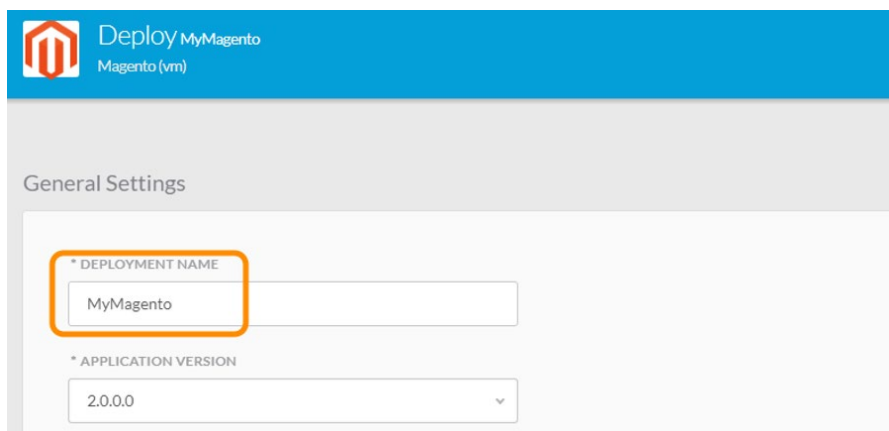 Deploy MyMagento
Magento (vm)
General Settings
* DEPLOYMENT NAME
MyMagento
* APPLICATION VERSION
2.0.0.0